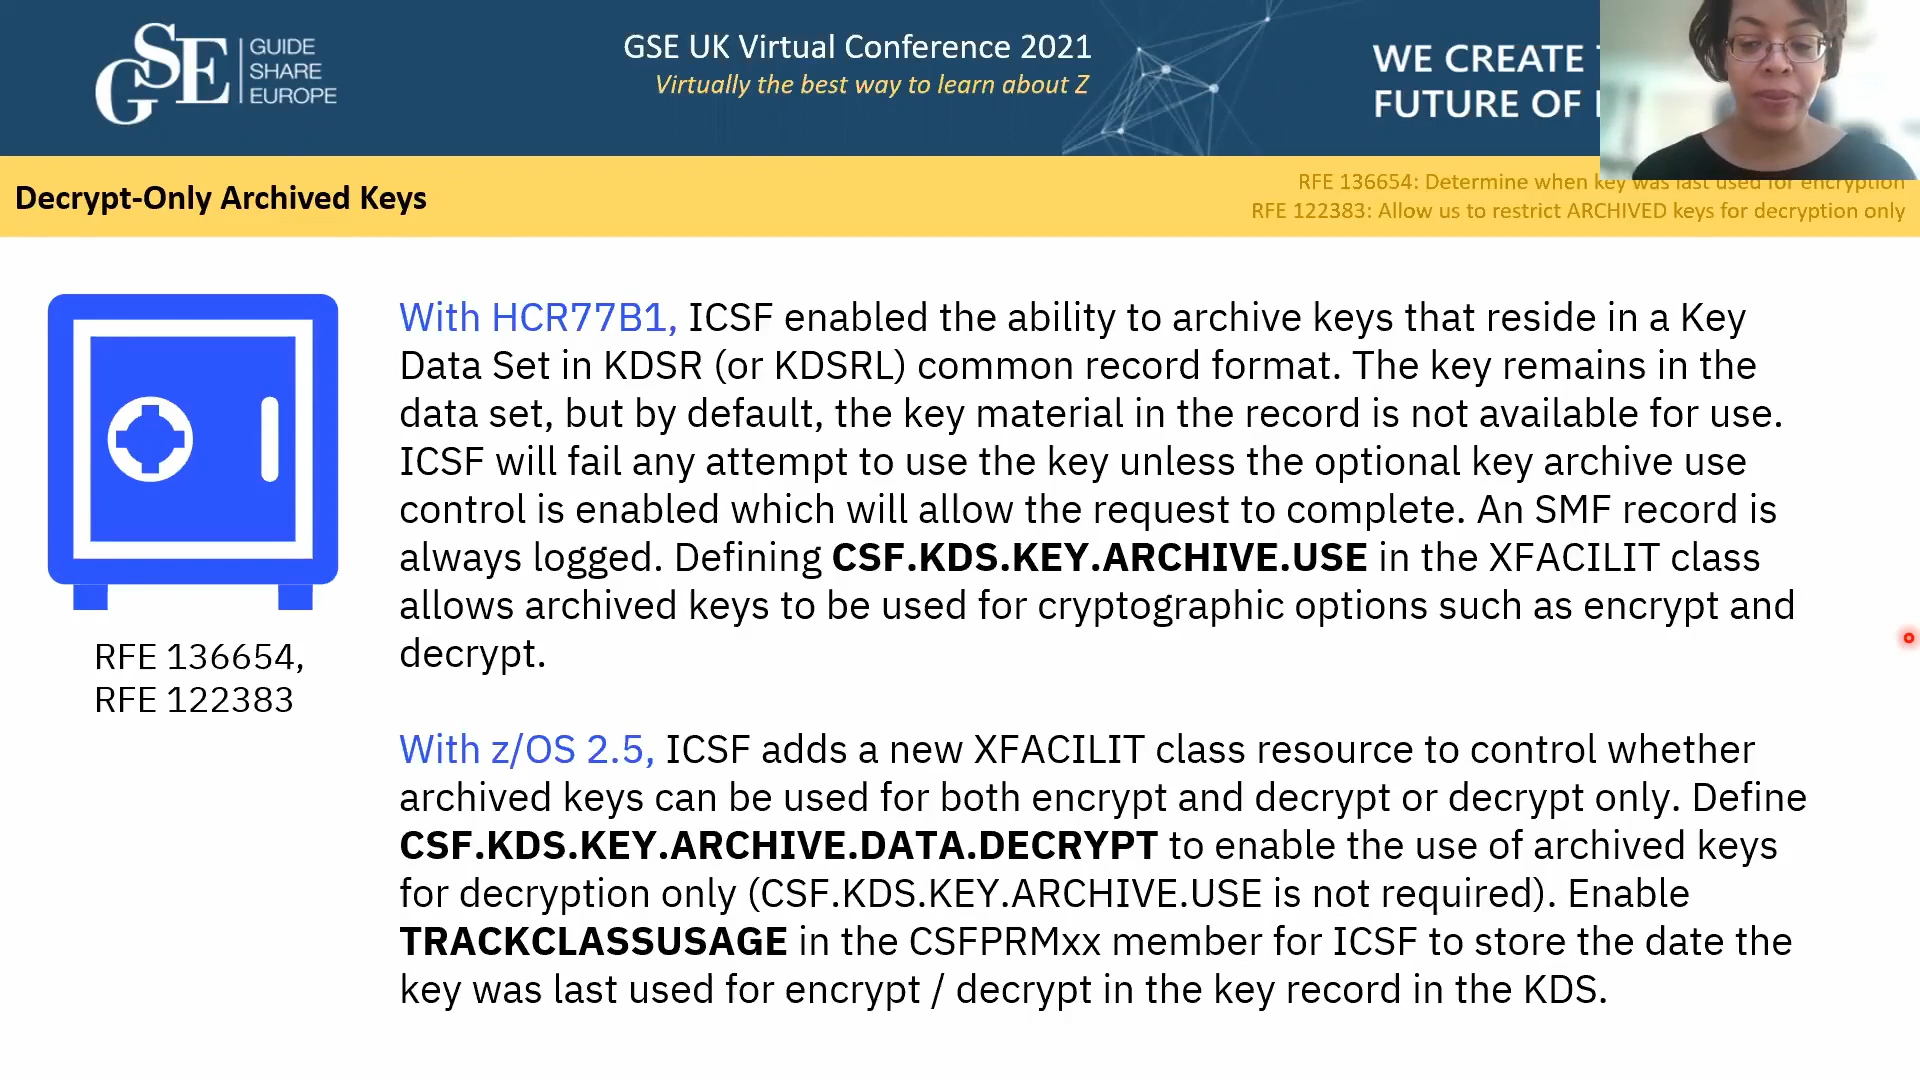 GSE
GUIDE
SHARE
EUROPE
GSE UK Virtual Conference 2021
Virtually the best way to learn about Z
WE CREATE
FUTURE OF
Decrypt-Only Archived Keys
RFE 136654: Determine when key was last used for encryption
RFE 122383: Allow us to restrict ARCHIVED keys for decryption only
RFE 136654,
RFE 122383
With HCR77B1, ICSF enabled the ability to archive keys that reside in a Key
Data Set in KDSR (or KDSRL) common record format. The key remains in the
data set, but by default, the key material in the record is not available for use.
ICSF will fail any attempt to use the key unless the optional key archive use
control is enabled which will allow the request to complete. An SMF record is
always logged. Defining CSF.KDS.KEY.ARCHIVE.USE in the XFACILIT class
allows archived keys to be used for cryptographic options such as encrypt and
decrypt.
With z/OS 2.5, ICSF adds a new XFACILIT class resource to control whether
archived keys can be used for both encrypt and decrypt or decrypt only. Define
CSF.KDS.KEY.ARCHIVE.DATA.DECRYPT to enable the use of archived keys
for decryption only (CSF.KDS.KEY.ARCHIVE.USE is not required). Enable
TRACKCLASSUSAGE in the CSFPRMxx member for ICSF to store the date the
key was last used for encrypt / decrypt in the key record in the KDS.